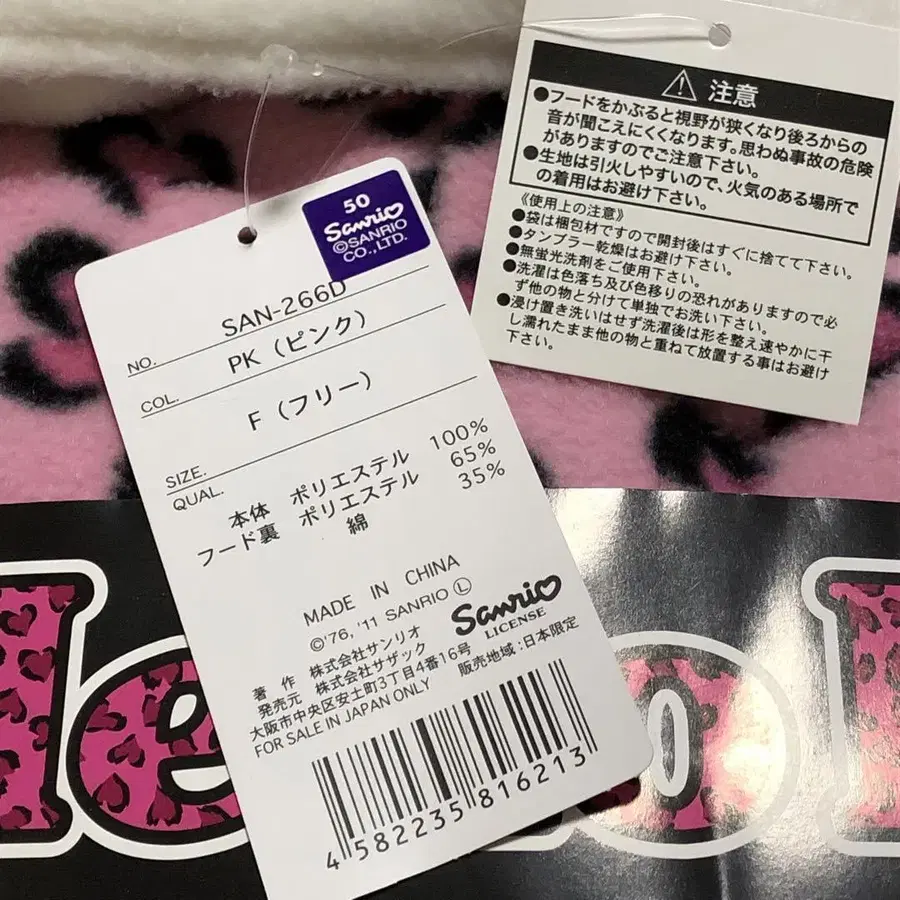 注意
●フードをかぶると視野が狭くなり後ろからの
音が聞こえにくくなります。思わぬ事故の危険
がありますのでご注意下さい。
●生地は引火しやすいので、火気のある場所で
の着用はお避け下さい。
《使用上の注意》
●袋は梱包材ですので開封後はすぐに捨てて下さい。
●タンブラー乾燥はお避け下さい。
●無蛍光洗剤をご使用下さい。
●洗濯は色落ち及び色移りの恐れがありますので必
ず他の物と分けて単独でお洗い下さい。
●浸け置き洗いはせず洗濯後は形を整え速やかに干
し濡れたまま他の物と重ねて放置する事はお避け
下さい。
50
Sanrio
©SANRIO
CO.,LTD.
NO. SAN-266D
COL. PK（ピンク）
SIZE. F（フリー）
QUAL.
本体 ポリエステル 100%
フード裏 ポリエステル 65%
綿 35%
MADE IN CHINA
©'76, '11 SANRIO Ⓛ
Sanrio
LICENSE
著 作 株式会社サンリオ
発売元 株式会社サザック
大阪市中央区安土町3丁目4番16号
FOR SALE IN JAPAN ONLY
販売地域:日本限定
4 582235 816213